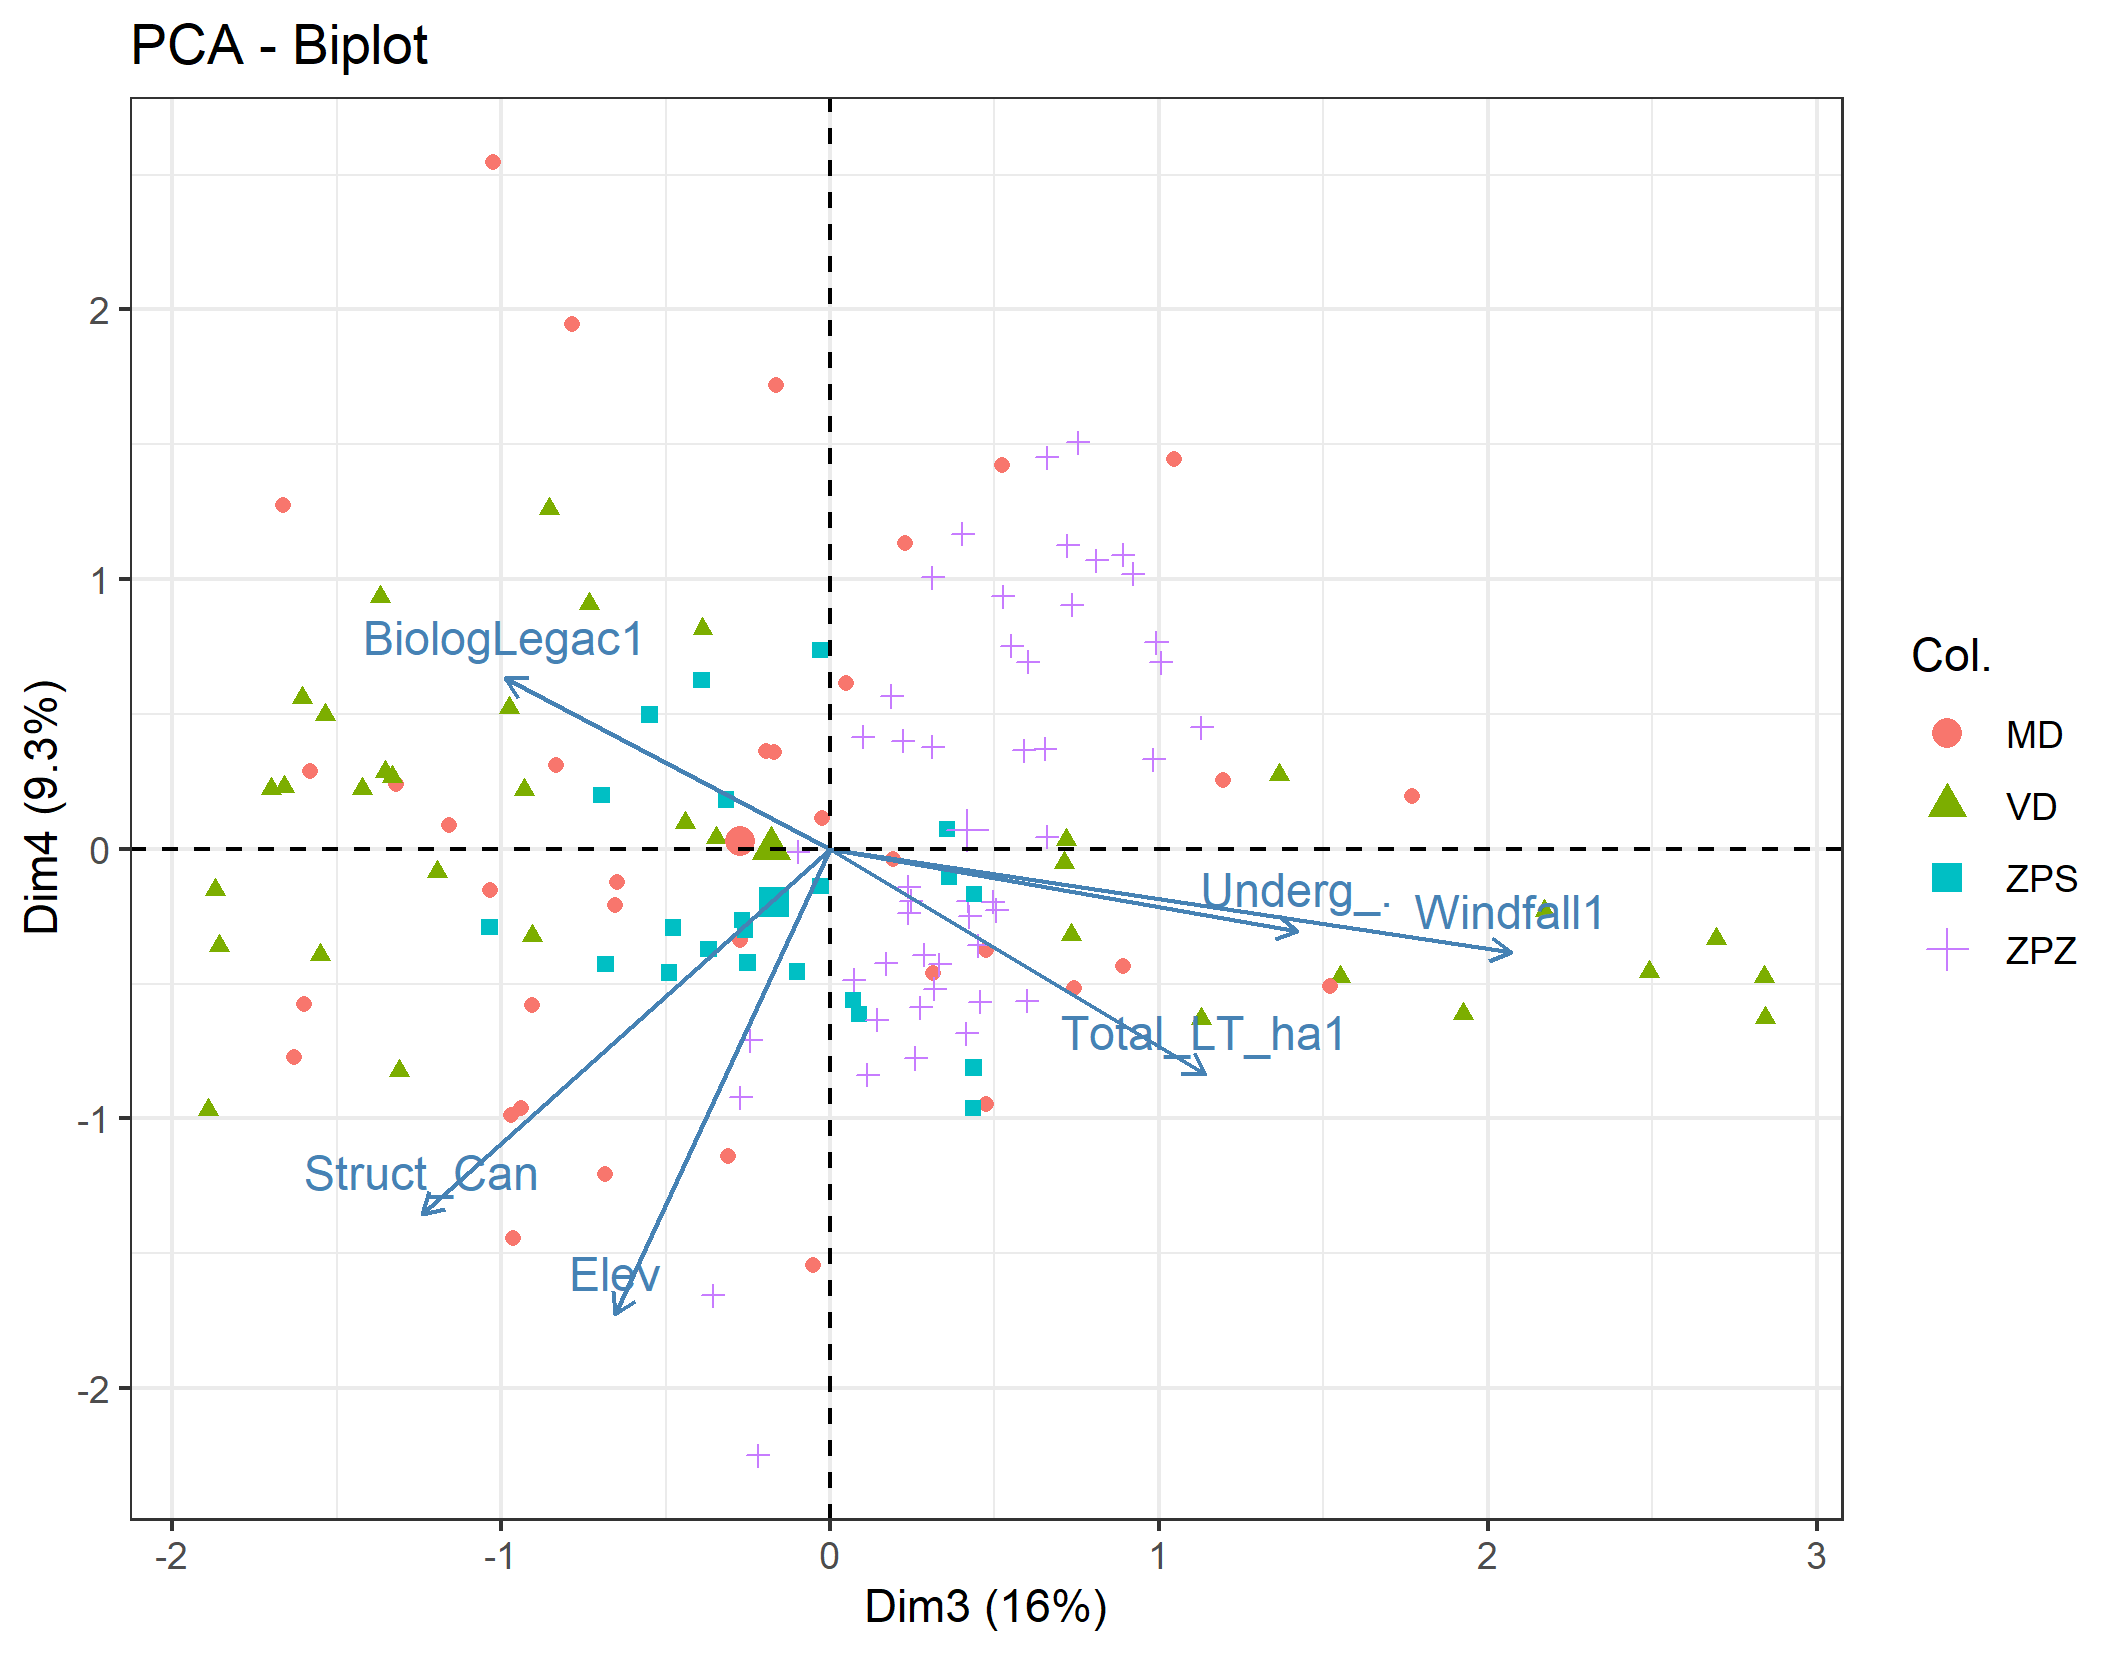 PCA - Biplot
Dim4 (9.3%)
2
1
0
-1
-2
BiologLegac1
Underg_.
Windfall1
Total_LT_ha1
Struct_Can
Elev
-2
-1
0
1
2
3
Dim3 (16%)
Col.
MD
VD
ZPS
ZPZ